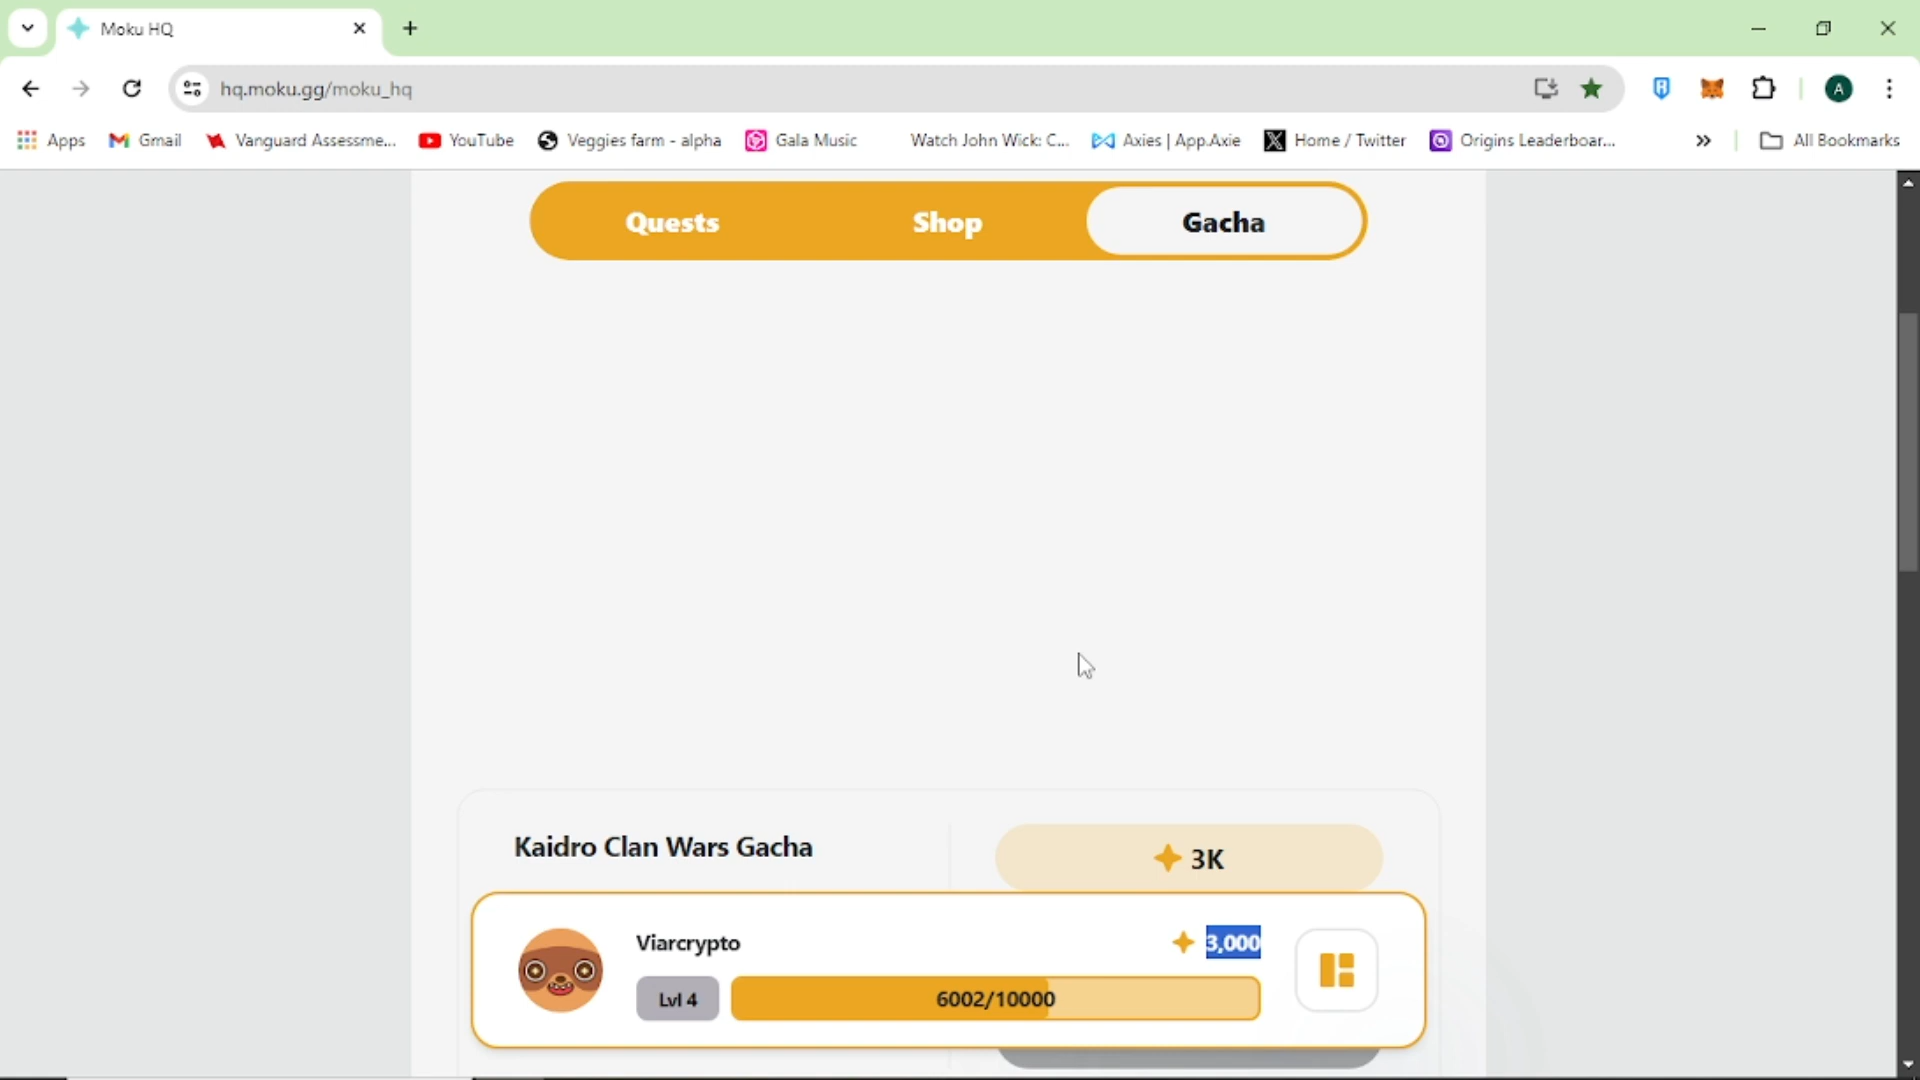 Moku HQ
hq.moku.gg/moku_hq
A
Apps Gmail Vanguard Assessme... YouTube Veggies farm - alpha Gala Music Watch John Wick: C... Axies | App.Axie Home / Twitter Origins Leaderboar... All Bookmarks
Quests Shop Gacha
Kaidro Clan Wars Gacha
3K
Viarcrypto
3,000
Lvl 4
6002/10000